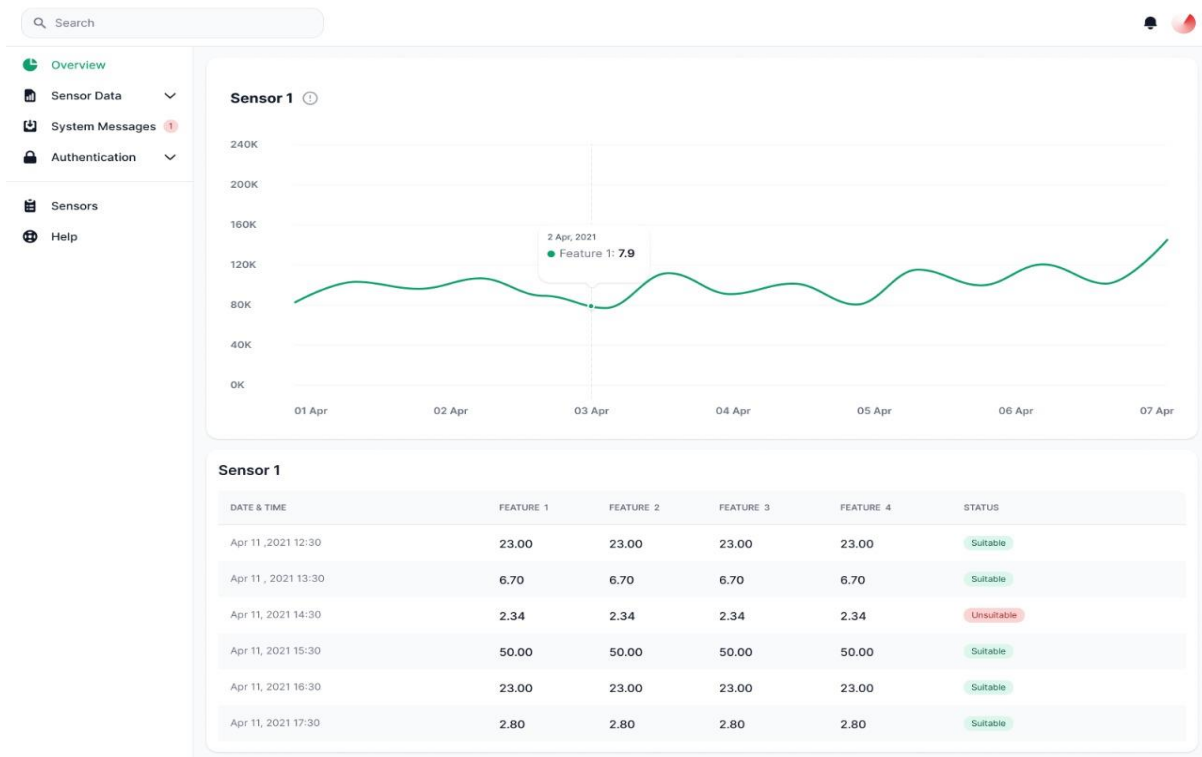 Search
Overview
Sensor Data
System Messages 1
Authentication
Sensors
Help
Sensor 1
240K
200K
160K
120K
80K
40K
0K
2 Apr, 2021
Feature 1: 7.9
01 Apr 02 Apr 03 Apr 04 Apr 05 Apr 06 Apr 07 Apr
Sensor 1
DATE & TIME FEATURE 1 FEATURE 2 FEATURE 3 FEATURE 4 STATUS
Apr 11 ,2021 12:30 23.00 23.00 23.00 23.00 Suitable
Apr 11 , 2021 13:30 6.70 6.70 6.70 6.70 Suitable
Apr 11, 2021 14:30 2.34 2.34 2.34 2.34 Unsuitable
Apr 11, 2021 15:30 50.00 50.00 50.00 50.00 Suitable
Apr 11, 2021 16:30 23.00 23.00 23.00 23.00 Suitable
Apr 11, 2021 17:30 2.80 2.80 2.80 2.80 Suitable